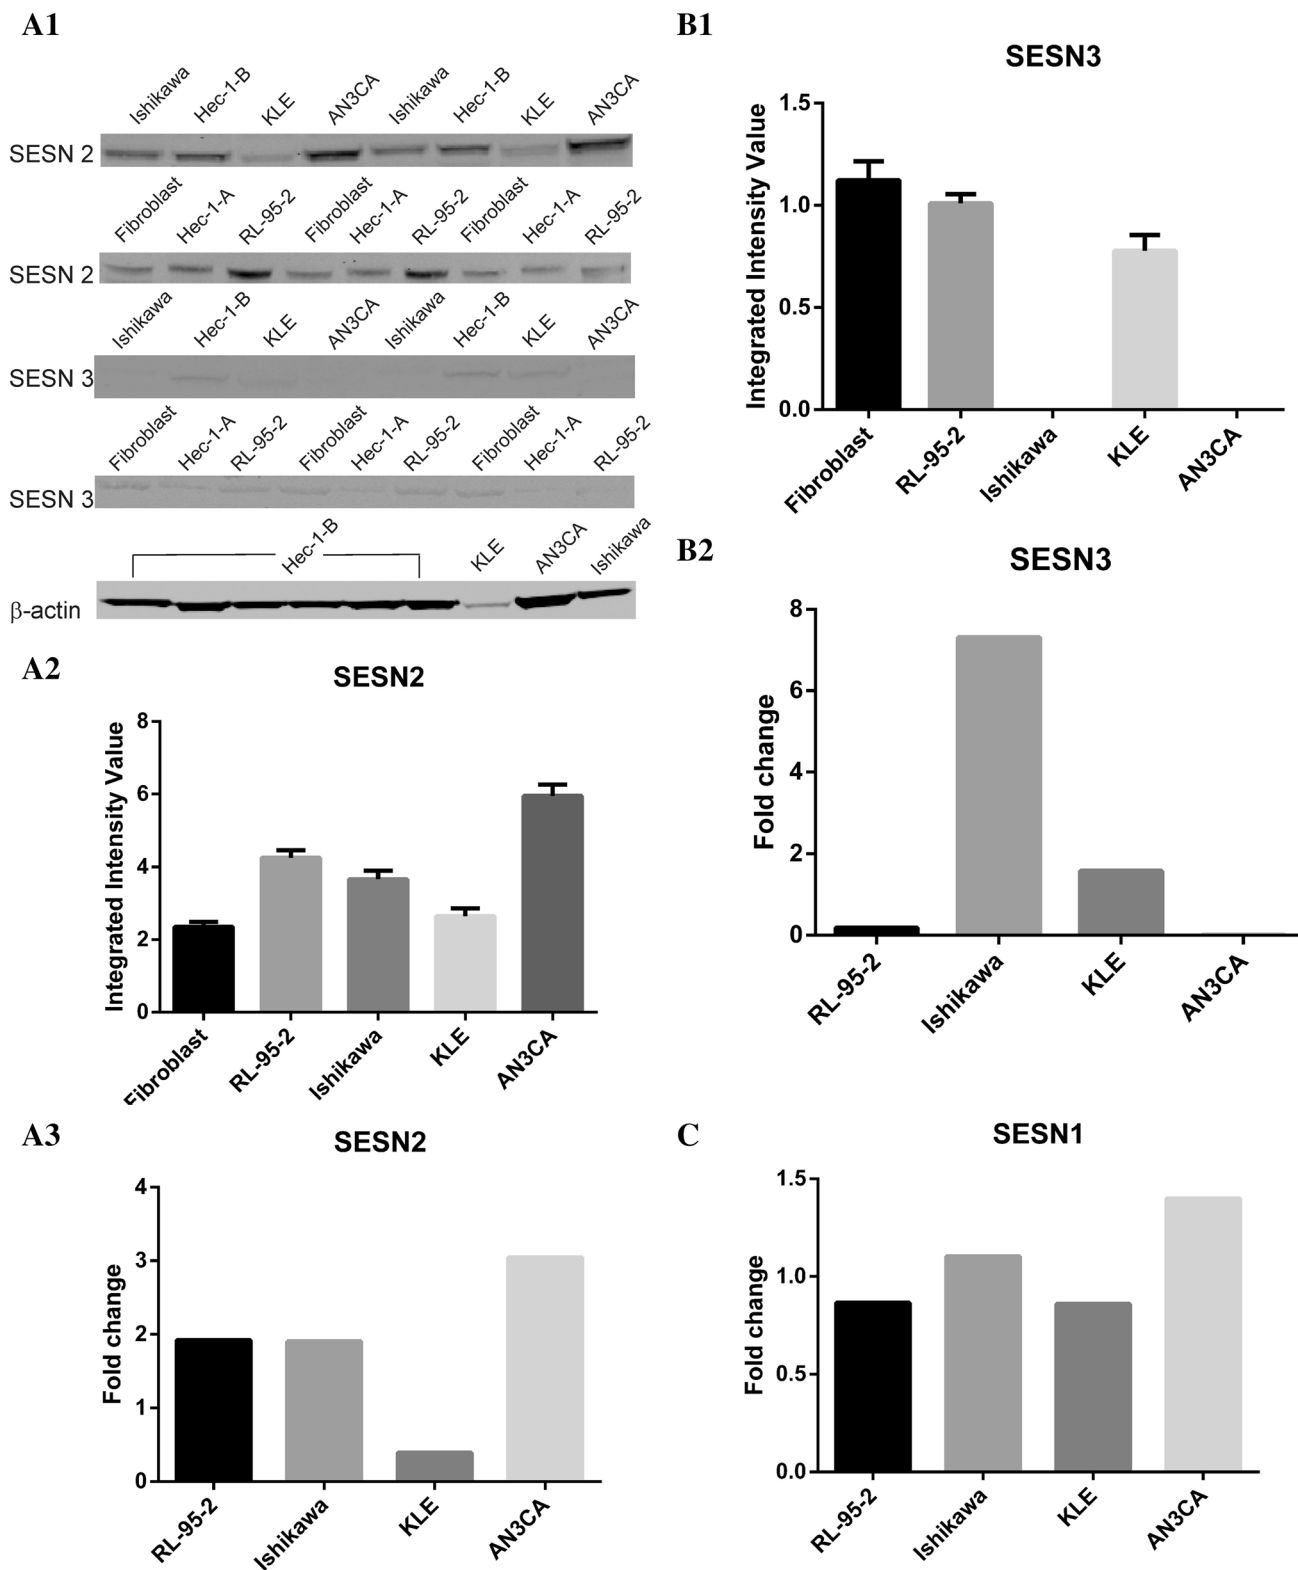 A1
Ishikawa Hec-1-B KLE AN3CA Ishikawa Hec-1-B KLE AN3CA
SESN 2
Fibroblast Hec-1-A RL-95-2 Fibroblast Hec-1-A RL-95-2 Fibroblast Hec-1-A RL-95-2
SESN 2
Ishikawa Hec-1-B KLE AN3CA Ishikawa Hec-1-B KLE AN3CA
SESN 3
Fibroblast Hec-1-A RL-95-2 Fibroblast Hec-1-A RL-95-2 Fibroblast Hec-1-A RL-95-2
SESN 3
Hec-1-B KLE AN3CA Ishikawa
β-actin
A2
SESN2
Integrated Intensity Value
8
6
4
2
0
Fibroblast RL-95-2 Ishikawa KLE AN3CA
A3
SESN2
Fold change
4
3
2
1
0
RL-95-2 Ishikawa KLE AN3CA
B1
SESN3
Integrated Intensity Value
1.5
1.0
0.5
0.0
Fibroblast RL-95-2 Ishikawa KLE AN3CA
B2
SESN3
Fold change
8
6
4
2
0
RL-95-2 Ishikawa KLE AN3CA
C
SESN1
Fold change
1.5
1.0
0.5
0.0
RL-95-2 Ishikawa KLE AN3CA